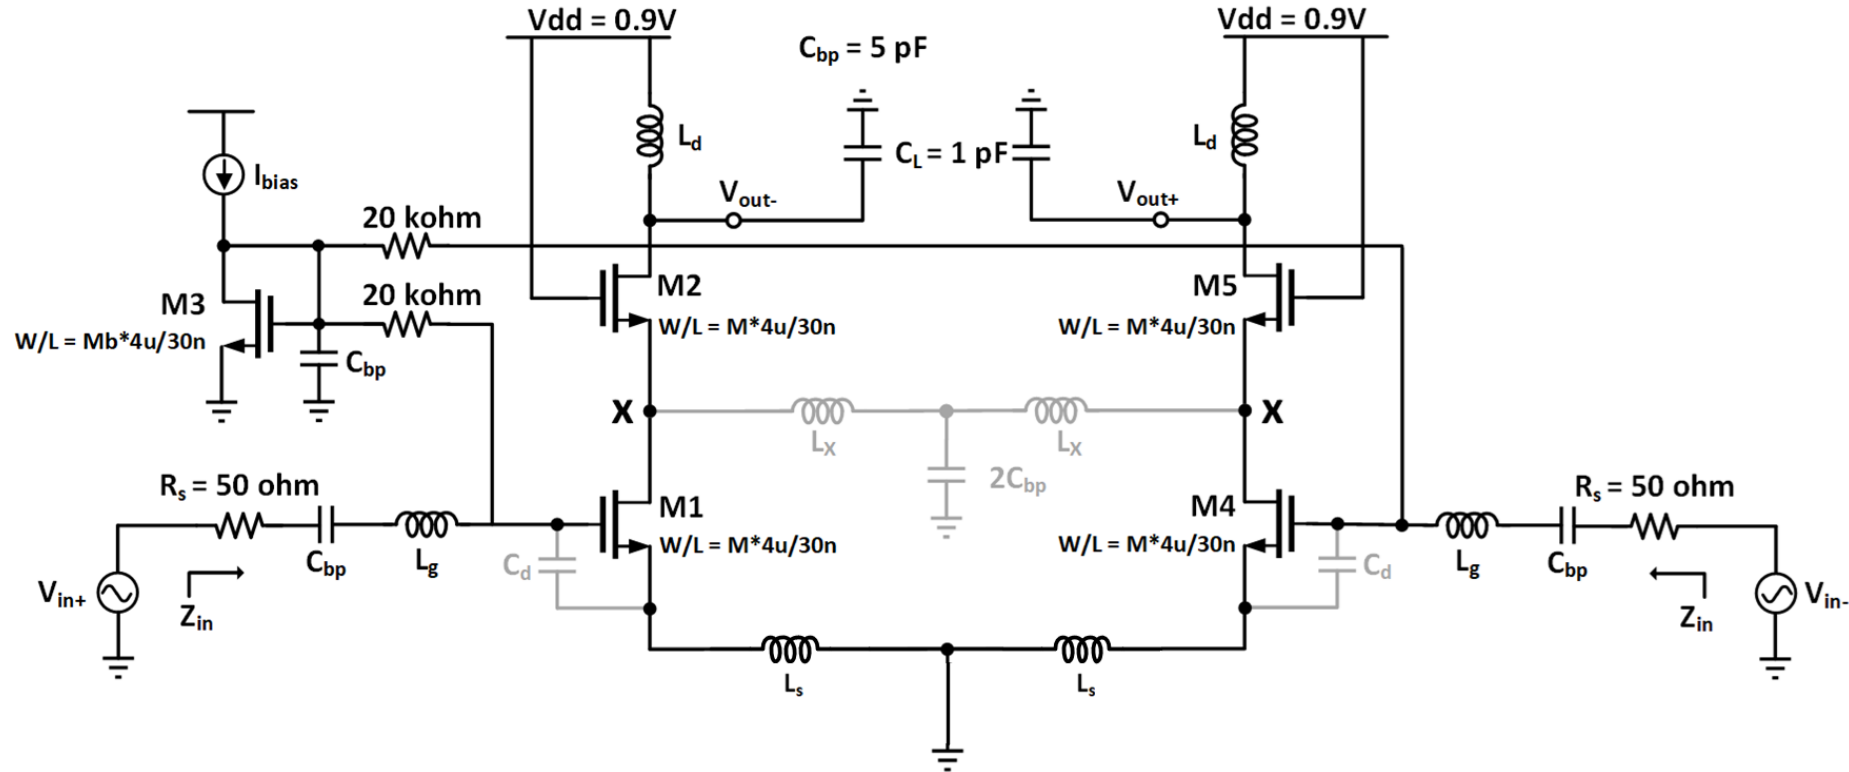 Vdd = 0.9V
Vdd = 0.9V
Cbp = 5 pF
Ld
CL = 1 pF
Ld
Ibias
Vout-
Vout+
20 kohm
M3
20 kohm
M2
M5
W/L = Mb*4u/30n
W/L = M*4u/30n
W/L = M*4u/30n
Cbp
X
X
LX
LX
2Cbp
Rs = 50 ohm
Rs = 50 ohm
M1
M4
W/L = M*4u/30n
W/L = M*4u/30n
Cbp
Lg
Cd
Cd
Lg
Cbp
Vin+
Zin
Zin
Vin-
Ls
Ls